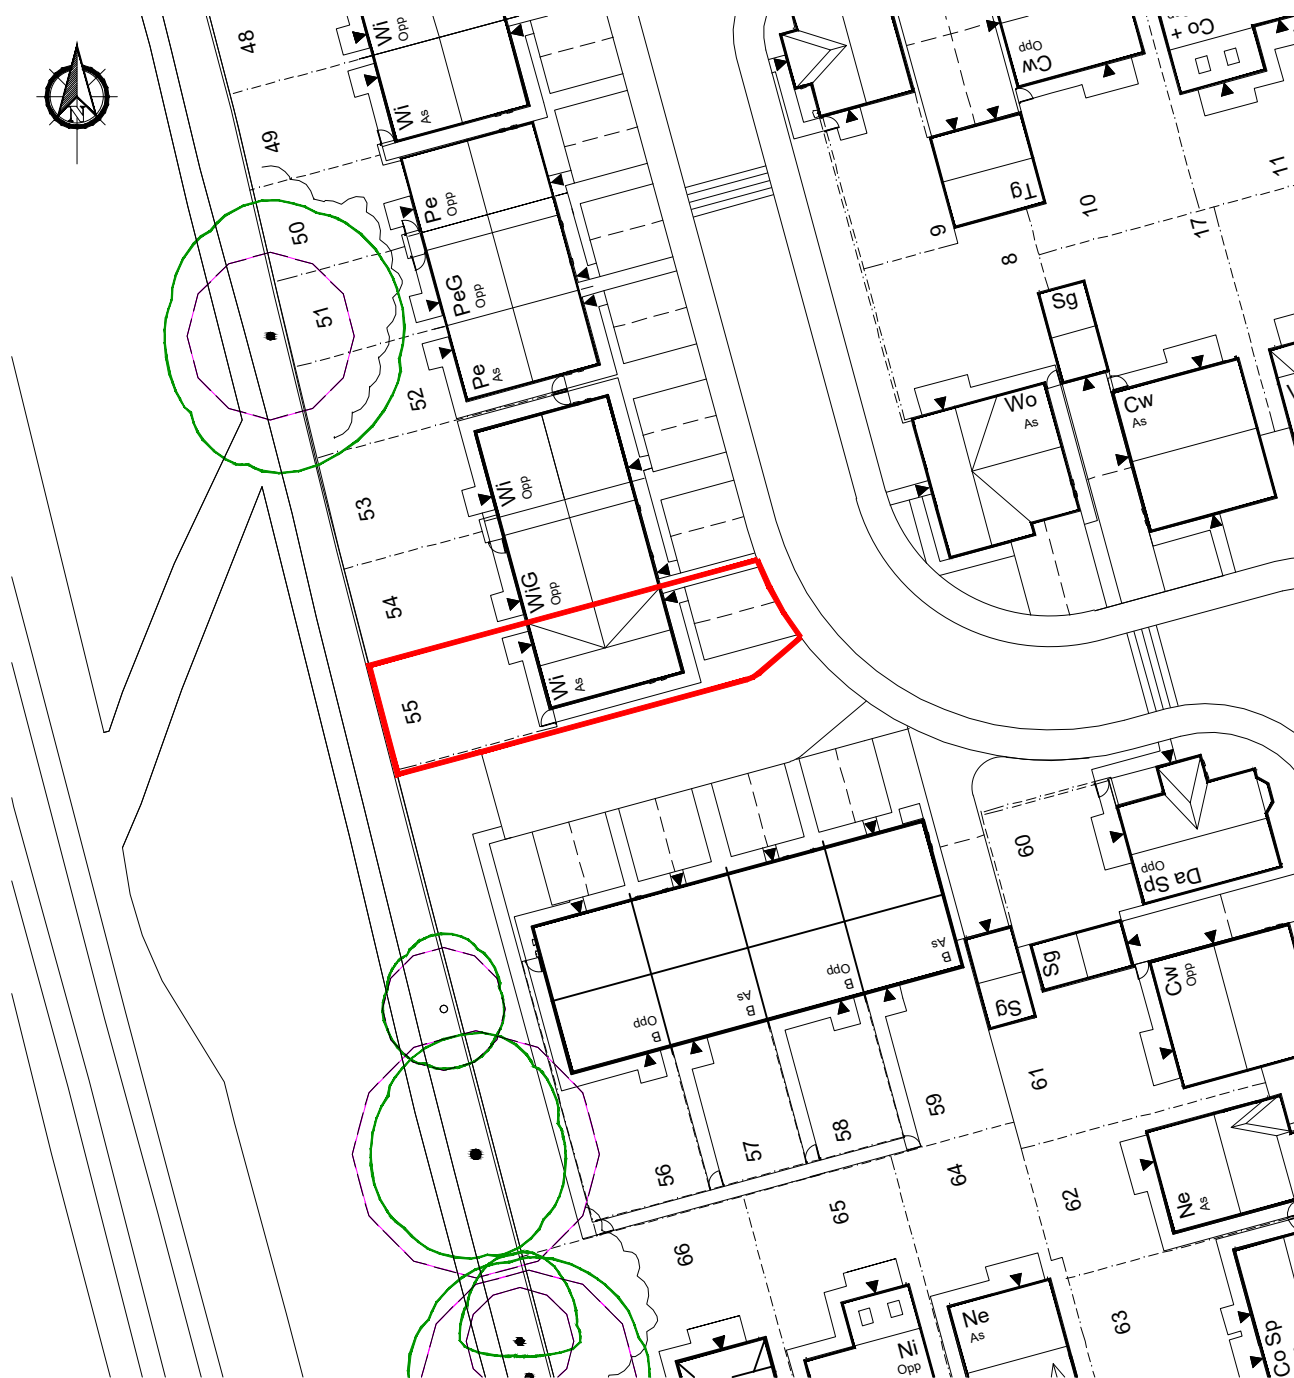 48
Wi
Opp
Cw
Opp
Co +
N
49
Wi
As
50
Pe
Opp
Tg
9
10
8
17
11
51
PeG
Opp
Sg
52
Pe
As
Wo
As
Cw
As
53
Wi
Opp
54
WiG
Opp
55
Wi
As
60
Da Sp
Opp
B
Opp
B
As
B
Opp
B
As
Sg
Sg
Cw
Opp
56
57
58
59
61
66
65
64
62
Ne
As
Ni
Opp
Ne
As
63
Co Sp